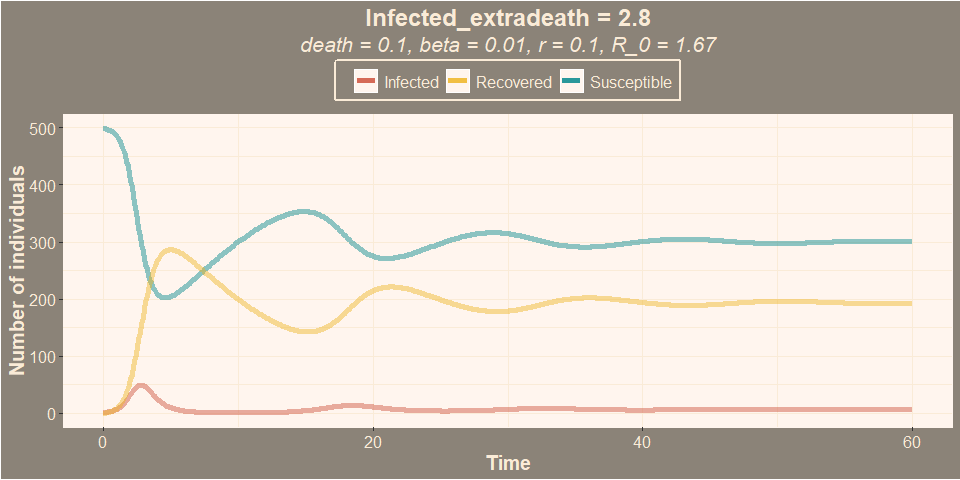 Infected_extradeath = 2.8
death = 0.1, beta = 0.01, r = 0.1, R_0 = 1.67
Infected Recovered Susceptible
Number of individuals
500
400
300
200
100
0
0 20 40 60
Time